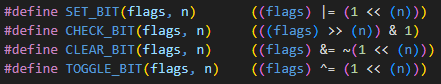 #define SET_BIT(flags, n) ((flags) |= (1 << (n)))
#define CHECK_BIT(flags, n) (((flags) >> (n)) & 1)
#define CLEAR_BIT(flags, n) ((flags) &= ~(1 << (n)))
#define TOGGLE_BIT(flags, n) ((flags) ^= (1 << (n)))